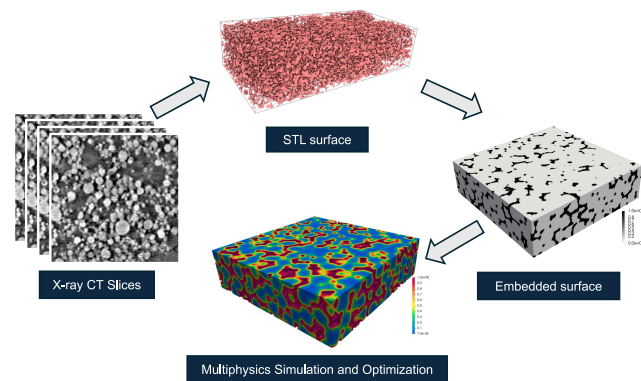 STL surface
X-ray CT Slices
Embedded surface
Multiphysics Simulation and Optimization